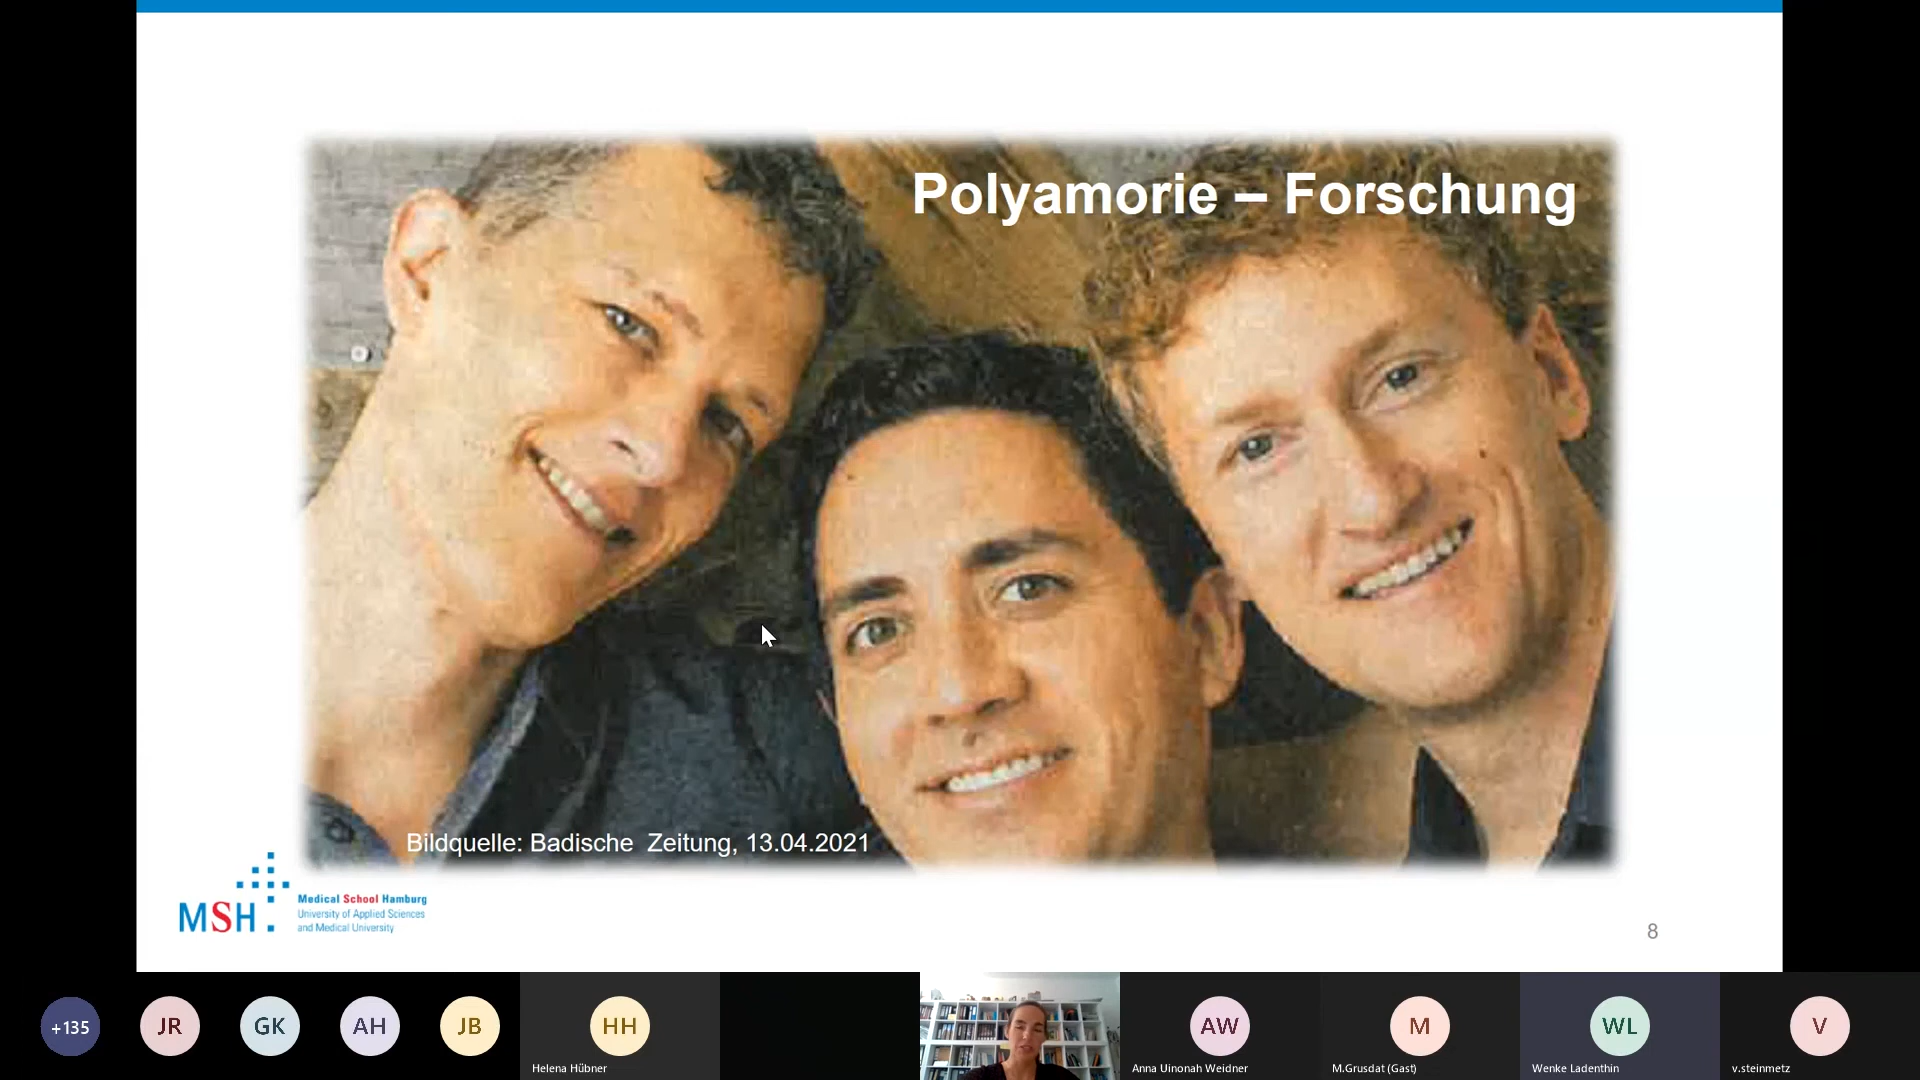 Polyamorie – Forschung
Bildquelle: Badische Zeitung, 13.04.2021
MSH
Medical School Hamburg
University of Applied Sciences
and Medical University
8
+135
JR
GK
AH
JB
HH
Helena Hübner
AW
Anna Uinonah Weidner
M
M.Grusdat (Gast)
WL
Wenke Ladenthin
V
v.steinmetz